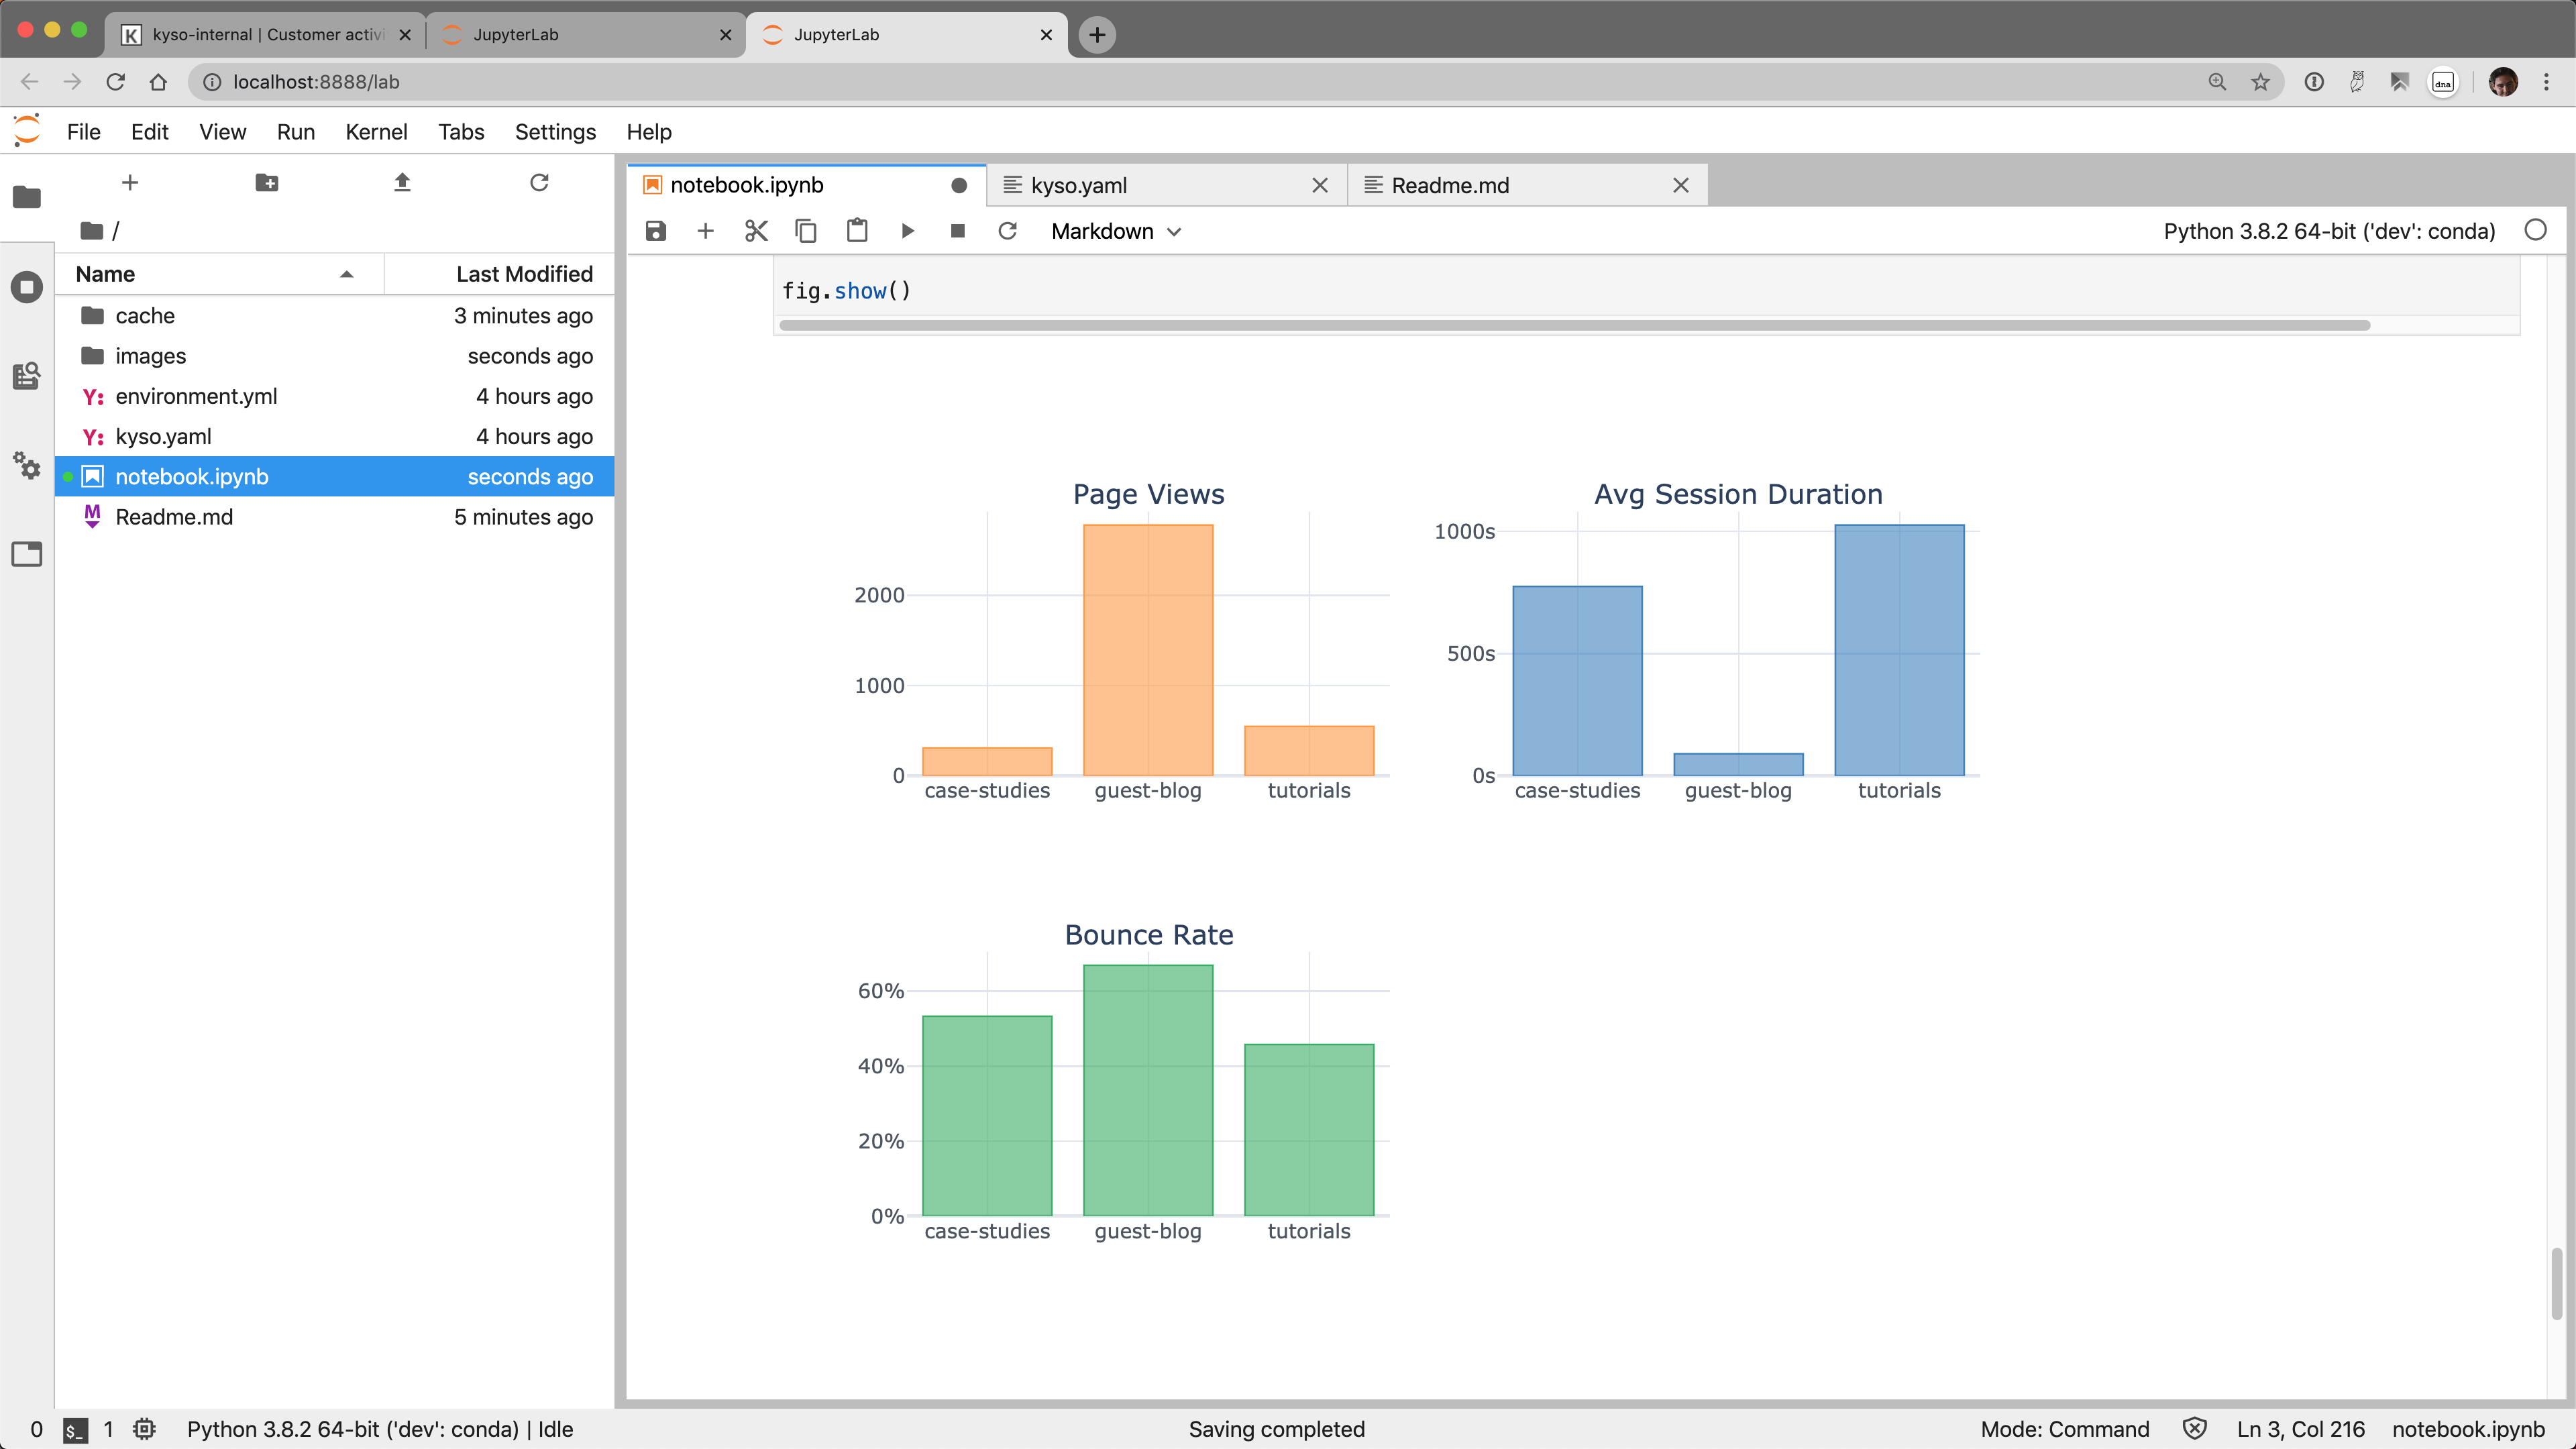 kyso-internal | Customer activi
JupyterLab
JupyterLab
localhost:8888/lab
dna
File Edit View Run Kernel Tabs Settings Help
/
Name Last Modified
cache 3 minutes ago
images seconds ago
environment.yml 4 hours ago
kyso.yaml 4 hours ago
notebook.ipynb seconds ago
Readme.md 5 minutes ago
notebook.ipynb
kyso.yaml
Readme.md
Markdown
Python 3.8.2 64-bit ('dev': conda)
fig.show()
Page Views
2000
1000
0
case-studies guest-blog tutorials
Avg Session Duration
1000s
500s
0s
case-studies guest-blog tutorials
Bounce Rate
60%
40%
20%
0%
case-studies guest-blog tutorials
0 $_ 1 Python 3.8.2 64-bit ('dev': conda) | Idle
Saving completed
Mode: Command Ln 3, Col 216 notebook.ipynb